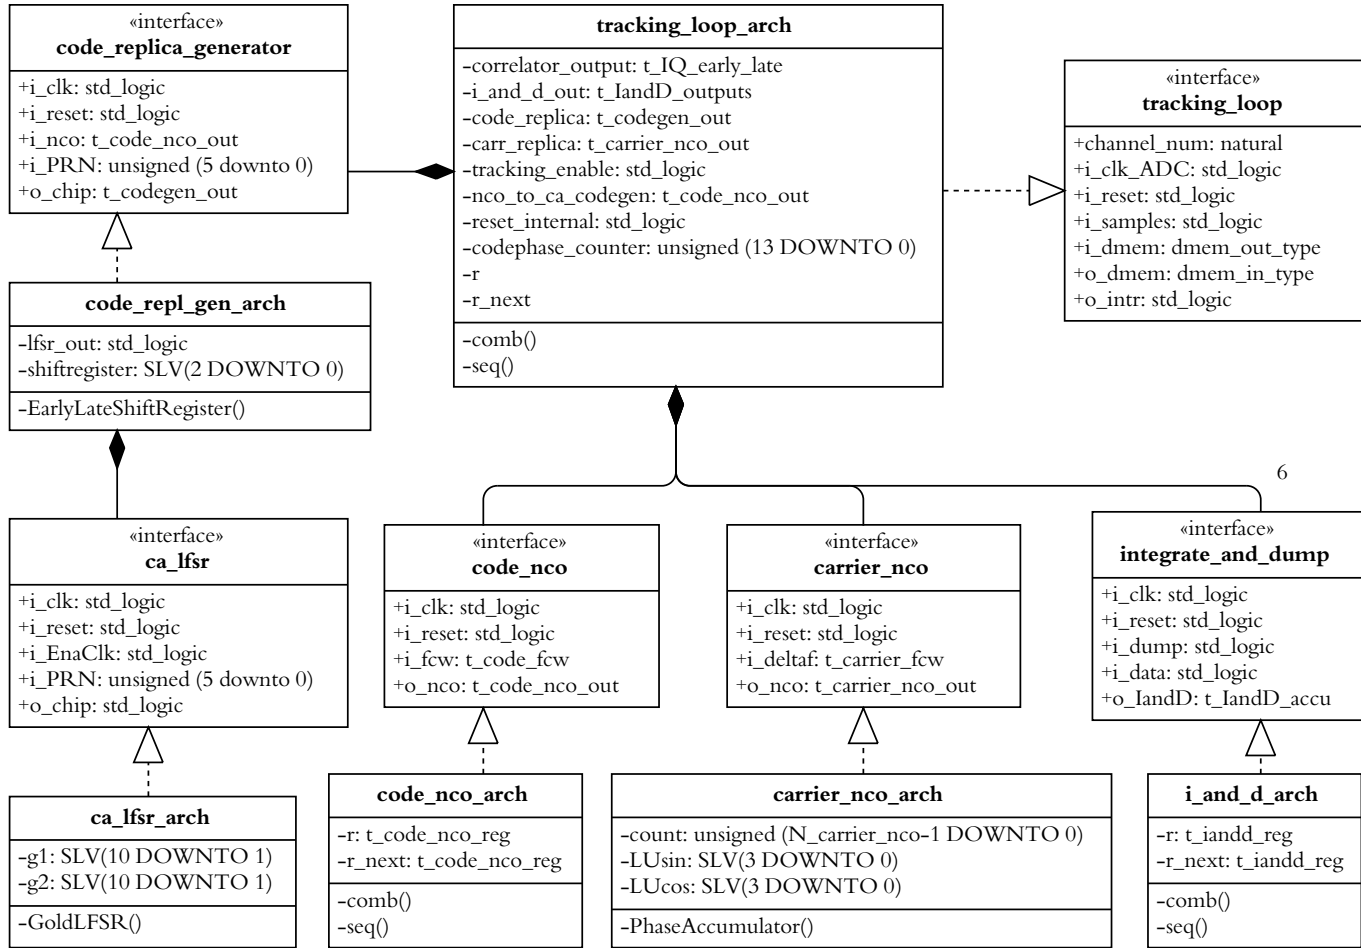 «interface»
code_replica_generator
+i_clk: std_logic
+i_reset: std_logic
+i_nco: t_code_nco_out
+i_PRN: unsigned (5 downto 0)
+o_chip: t_codegen_out
tracking_loop_arch
-correlator_output: t_IQ_early_late
-i_and_d_out: t_IandD_outputs
-code_replica: t_codegen_out
-carr_replica: t_carrier_nco_out
-tracking_enable: std_logic
-nco_to_ca_codegen: t_code_nco_out
-reset_internal: std_logic
-codephase_counter: unsigned (13 DOWNTO 0)
-r
-r_next
-comb()
-seq()
«interface»
tracking_loop
+channel_num: natural
+i_clk_ADC: std_logic
+i_reset: std_logic
+i_samples: std_logic
+i_dmem: dmem_out_type
+o_dmem: dmem_in_type
+o_intr: std_logic
code_repl_gen_arch
-lfsr_out: std_logic
-shiftregister: SLV(2 DOWNTO 0)
-EarlyLateShiftRegister()
6
«interface»
ca_lfsr
+i_clk: std_logic
+i_reset: std_logic
+i_EnaClk: std_logic
+i_PRN: unsigned (5 downto 0)
+o_chip: std_logic
«interface»
code_nco
+i_clk: std_logic
+i_reset: std_logic
+i_fcw: t_code_fcw
+o_nco: t_code_nco_out
«interface»
carrier_nco
+i_clk: std_logic
+i_reset: std_logic
+i_deltaf: t_carrier_fcw
+o_nco: t_carrier_nco_out
«interface»
integrate_and_dump
+i_clk: std_logic
+i_reset: std_logic
+i_dump: std_logic
+i_data: std_logic
+o_IandD: t_IandD_accu
ca_lfsr_arch
-g1: SLV(10 DOWNTO 1)
-g2: SLV(10 DOWNTO 1)
-GoldLFSR()
code_nco_arch
-r: t_code_nco_reg
-r_next: t_code_nco_reg
-comb()
-seq()
carrier_nco_arch
-count: unsigned (N_carrier_nco-1 DOWNTO 0)
-LUsin: SLV(3 DOWNTO 0)
-LUcos: SLV(3 DOWNTO 0)
-PhaseAccumulator()
i_and_d_arch
-r: t_iandd_reg
-r_next: t_iandd_reg
-comb()
-seq()